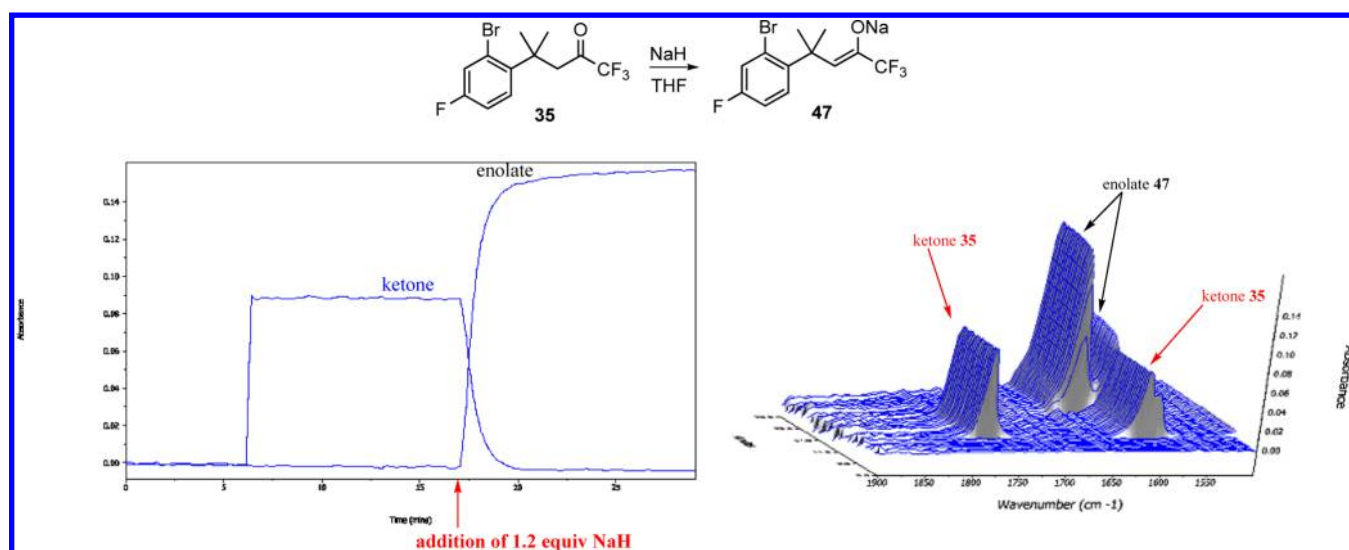 Br
O
CF3
F
35
NaH
THF
Br
ONa
CF3
F
47
enolate
ketone
0.14
0.12
0.10
0.08
0.06
0.04
0.02
0.00
Absorbance
0
5
10
15
20
25
Time (mins)
addition of 1.2 equiv NaH
enolate 47
ketone 35
ketone 35
0.14
0.12
0.10
0.08
0.06
0.04
0.02
0.00
Absorbance
1900
1800
1750
1700
1650
1600
1550
Wavenumber (cm -1)